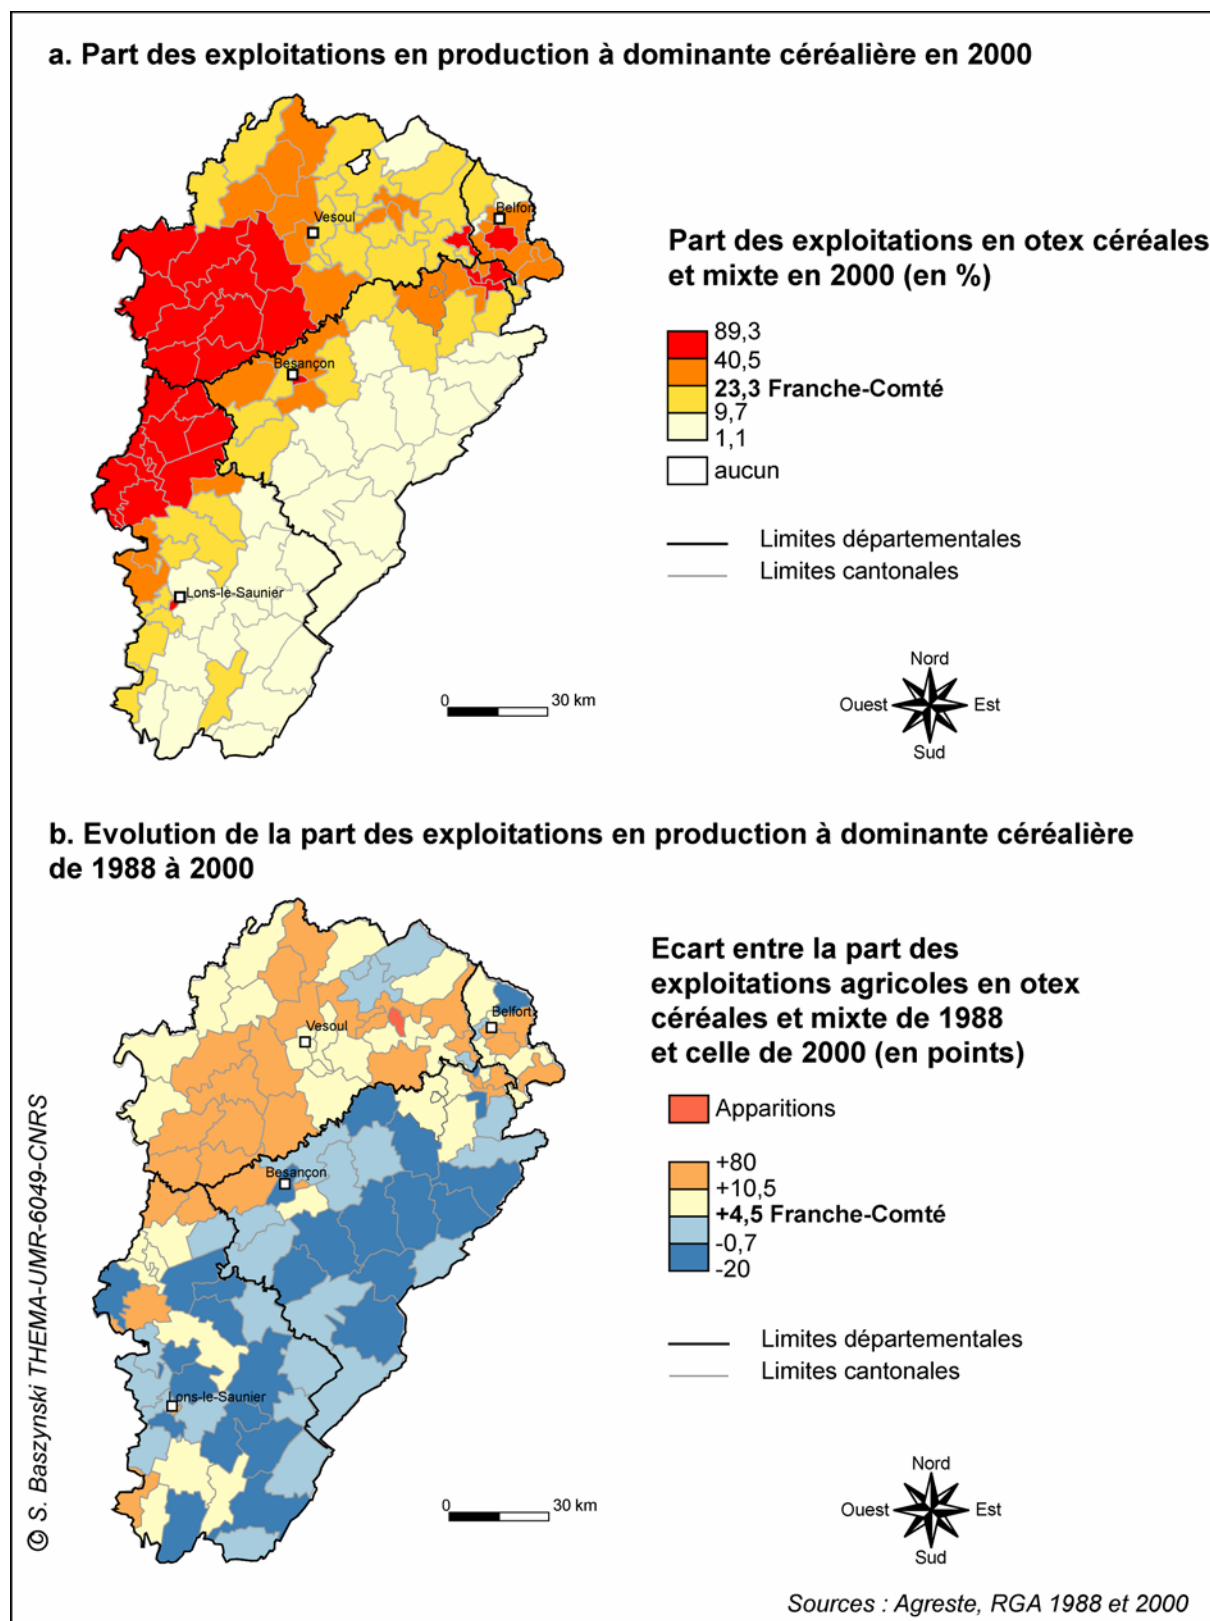 a. Part des exploitations en production à dominante céréalière en 2000
Vesoul
Belfort
Besançon
Lons-le-Saunier
Part des exploitations en otex céréales
et mixte en 2000 (en %)
89,3
40,5
23,3 Franche-Comté
9,7
1,1
aucun
Limites départementales
Limites cantonales
0 30 km
Nord
Ouest Est
Sud
b. Evolution de la part des exploitations en production à dominante céréalière
de 1988 à 2000
Vesoul
Belfort
Besançon
Lons-le-Saunier
Ecart entre la part des
exploitations agricoles en otex
céréales et mixte de 1988
et celle de 2000 (en points)
Apparitions
+80
+10,5
+4,5 Franche-Comté
-0,7
-20
Limites départementales
Limites cantonales
0 30 km
Nord
Ouest Est
Sud
© S. Baszynski THEMA-UMR-6049-CNRS
Sources : Agreste, RGA 1988 et 2000